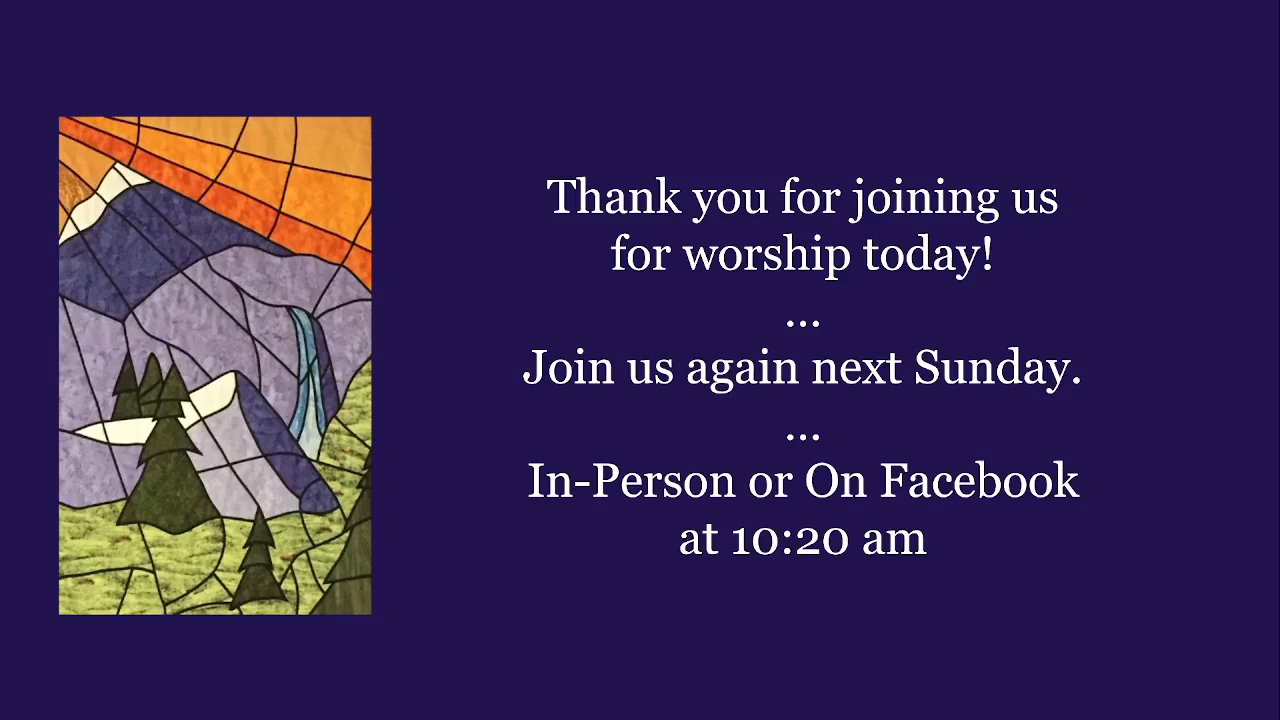 Thank you for joining us
for worship today!
...
Join us again next Sunday.
...
In-Person or On Facebook
at 10:20 am